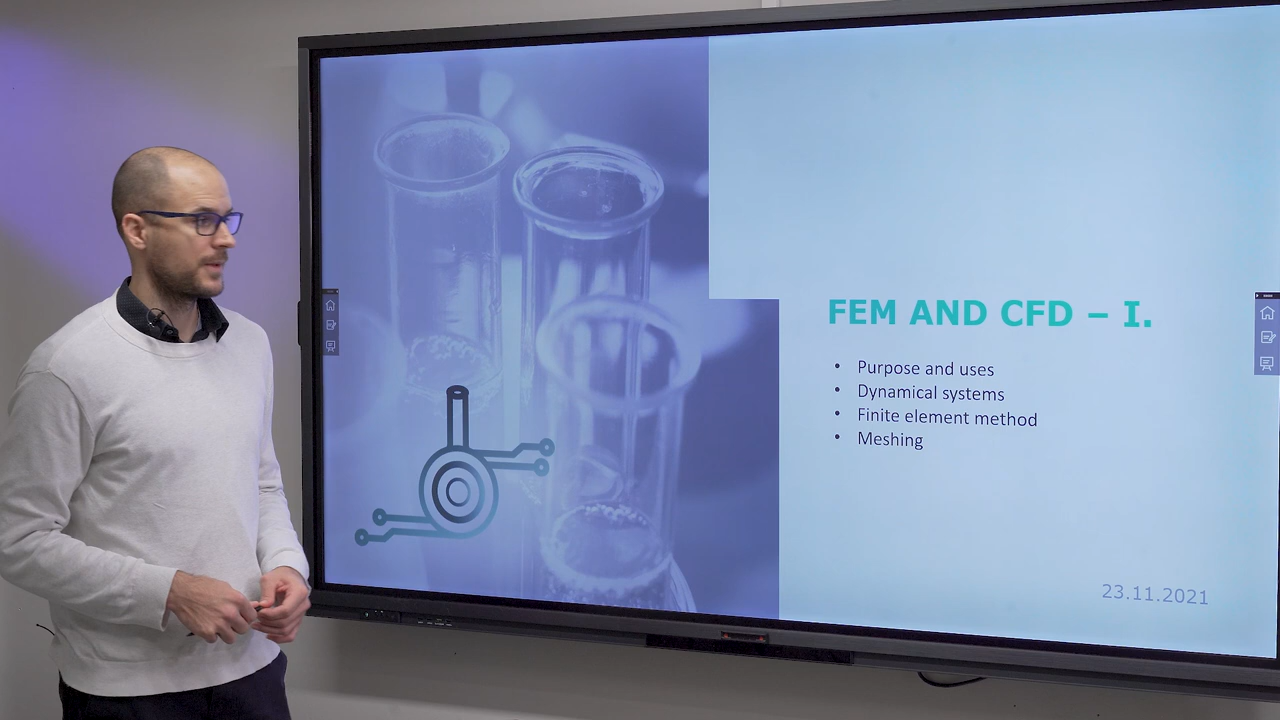 FEM AND CFD – I.
• Purpose and uses
• Dynamical systems
• Finite element method
• Meshing
23.11.2021